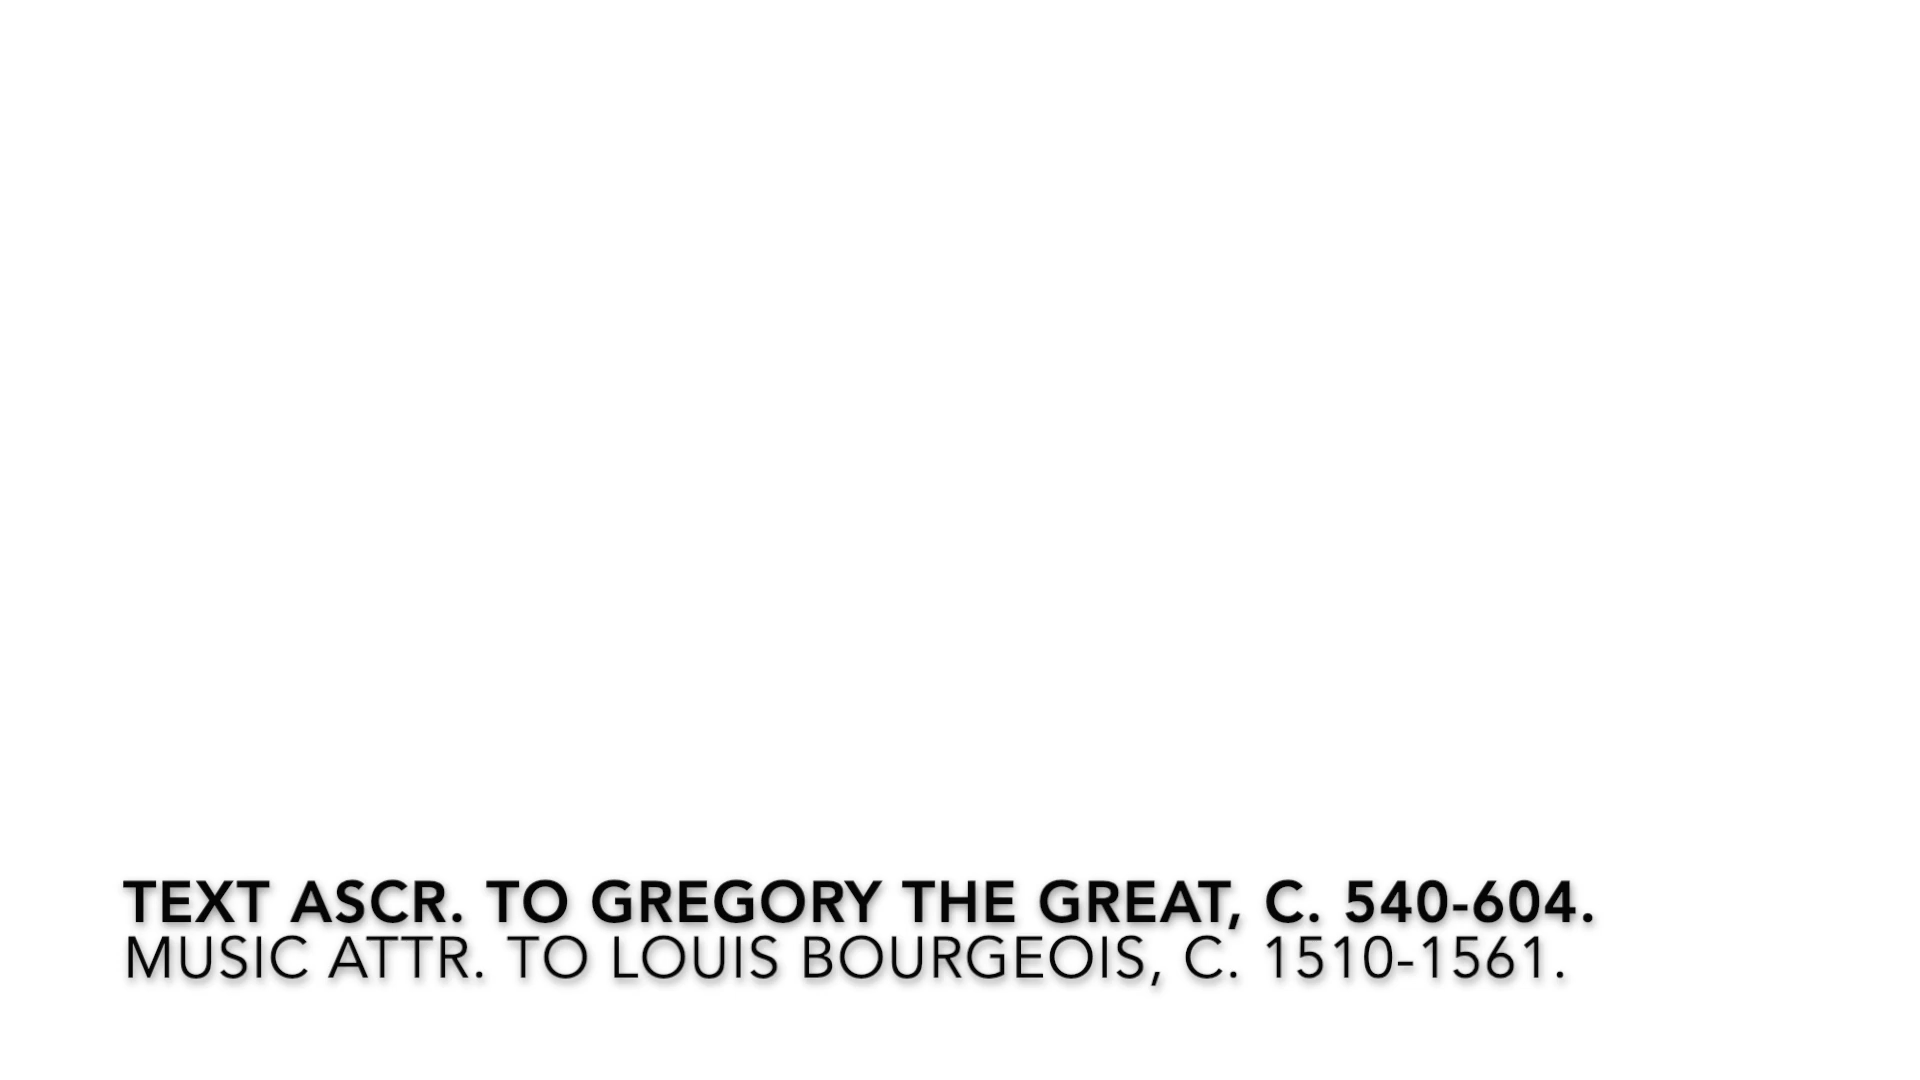 TEXT ASCR. TO GREGORY THE GREAT, C. 540-604.
MUSIC ATTR. TO LOUIS BOURGEOIS, C. 1510-1561.